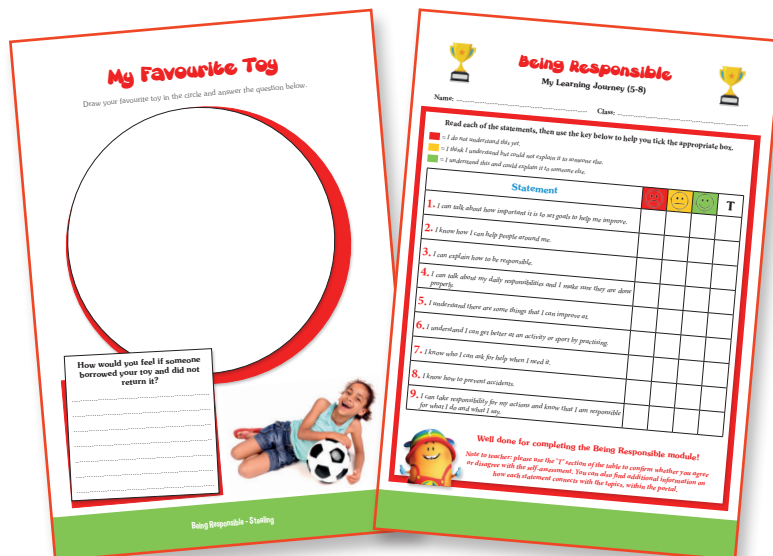 My Favourite Toy
Draw your favourite toy in the circle and answer the question below.
How would you feel if someone
borrowed your toy and did not
return it?
Being Responsible - Stealing
Being Responsible
My Learning Journey (5-8)
Name:
Class:
Read each of the statements, then use the key below to help you tick the appropriate box.
= I do not understand this yet.
= I think I understand but could not explain it to someone else.
= I understand this and could explain it to someone else.
Statement
T
1. I can talk about how important it is to set goals to help me improve.
2. I know how I can help people around me.
3. I can explain how to be responsible.
4. I can talk about my daily responsibilities and I make sure they are done
properly.
5. I understand there are some things that I can improve at.
6. I understand I can get better at an activity or sport by practising.
7. I know who I can ask for help when I need it.
8. I know how to prevent accidents.
9. I can take responsibility for my actions and know that I am responsible
for what I do and what I say.
Well done for completing the Being Responsible module!
Note to teacher: please use the "T" section of the table to confirm whether you agree
or disagree with the self-assessment. You can also find additional information on
how each statement connects with the topics, within the portal.